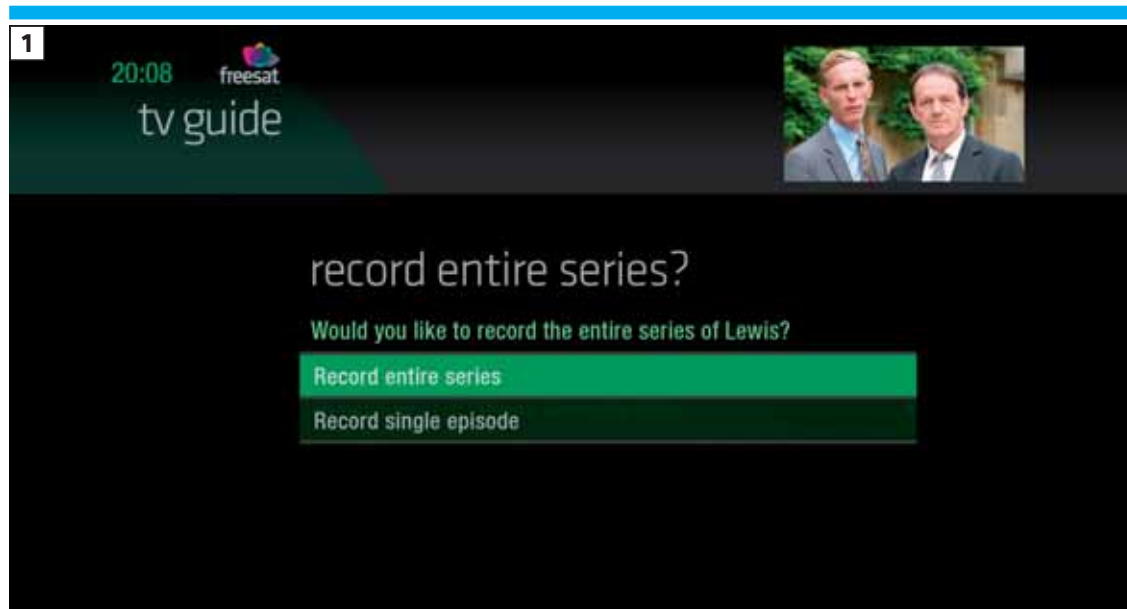 1
20:08 freesat
tv guide
record entire series?
Would you like to record the entire series of Lewis?
Record entire series
Record single episode